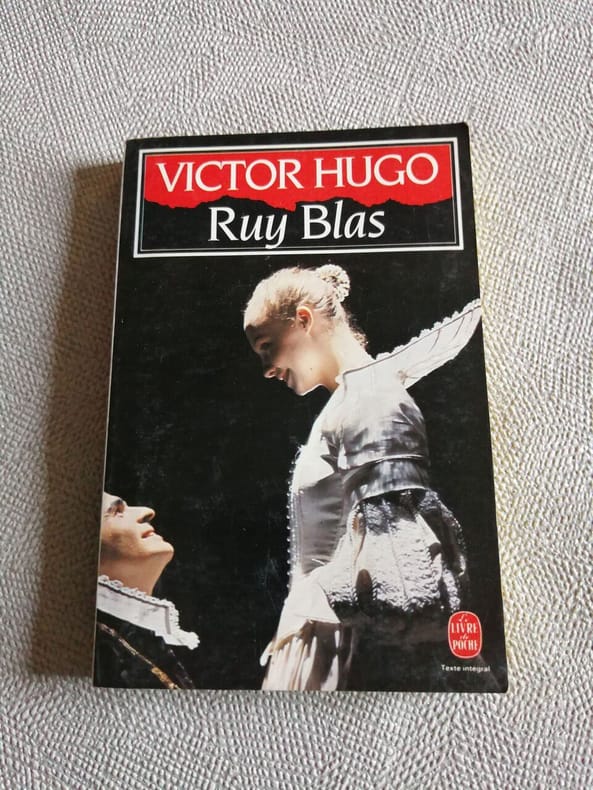 VICTOR HUGO
Ruy Blas
Le
LIVRE
de
POCHE
Texte intégral